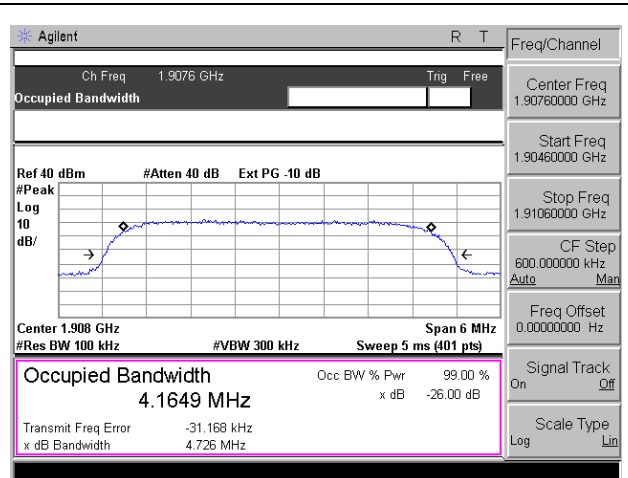 Agilent R T
Ch Freq 1.9076 GHz Trig Free
Occupied Bandwidth
Ref 40 dBm #Atten 40 dB Ext PG -10 dB
#Peak
Log
10
dB/
Center 1.908 GHz Span 6 MHz
#Res BW 100 kHz #VBW 300 kHz Sweep 5 ms (401 pts)
Occupied Bandwidth Occ BW % Pwr 99.00 %
4.1649 MHz x dB -26.00 dB
Transmit Freq Error -31.168 kHz
x dB Bandwidth 4.726 MHz
Freq/Channel
Center Freq
1.90760000 GHz
Start Freq
1.90460000 GHz
Stop Freq
1.91060000 GHz
CF Step
600.000000 kHz
Auto Man
Freq Offset
0.00000000 Hz
Signal Track
On Off
Scale Type
Log Lin